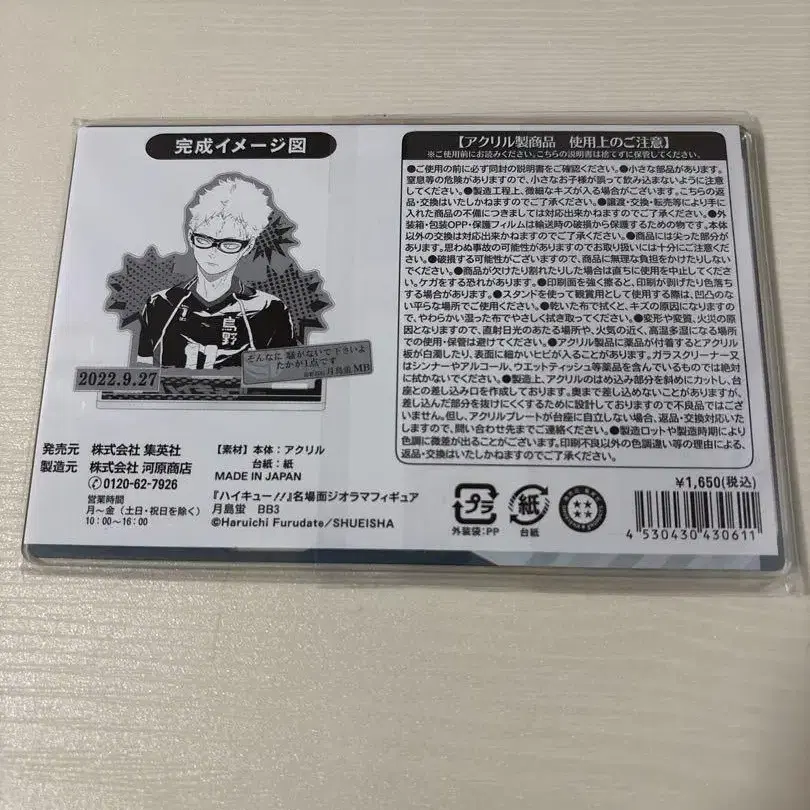 完成イメージ図
烏野
そんなに 騒がないで下さいよ
たかが1点です
月島蛍MB
2022.9.27
発売元 株式会社 集英社
製造元 株式会社 河原商店
0120-62-7926
営業時間
月〜金(土日・祝日を除く)
10:00〜16:00
【素材】本体:アクリル
台紙:紙
MADE IN JAPAN
『ハイキュー!!』名場面ジオラマフィギュア
月島蛍 BB3
©Haruichi Furudate/SHUEISHA
【アクリル製商品 使用上のご注意】
※ご使用前にお読みください。こちらの説明書は捨てずに保管してください。
●ご使用の前に必ず同封の説明書をご確認ください。●小さな部品があります。
窒息等の危険がありますので、小さなお子様が誤って飲み込まないように注意
してください。●製造工程上、微細なキズが入る場合がございます。こちらの返
品・交換はいたしかねますのでご了承ください。●譲渡・交換・転売等により手に
入れた商品の不備につきましては対応出来かねますのでご了承ください。●外
装箱・包装OPP・保護フィルムは輸送時の破損から保護するための物です。本体
以外の交換は対応出来かねますのでご了承ください。●商品には尖った部分が
あります。思わぬ事故の可能性がありますのでお取り扱いには十分にご注意くだ
さい。●破損する可能性がございますので、商品に無理な負担をかけたりしない
でください。●商品が欠けたり割れたりした場合は直ちに使用を中止してください。
ケガをする恐れがあります。●印刷面を強く擦ると、印刷が剥げたり色落ち
する場合があります。●スタンドを使って観賞用として使用する際は、凹凸のな
い平らな場所でご使用ください。●乾いた布で拭くと、キズの原因になりますの
で、やわらかい湿った布でやさしく拭き取ってください。●変形や変質、火災の原
因となりますので、直射日光のあたる場所や、火気の近く、高温多湿になる場所
での使用・保管は避けてください。●アクリル製品に薬品が付着するとアクリル
板が白濁したり、表面に細かいヒビが入ることがあります。ガラスクリーナー又
はシンナーやアルコール、ウエットティッシュ等薬品を含んでいるものでは絶対
に拭かないでください。●製造上、アクリルのはめ込み部分を斜めにカットし、台
座との差し込み口を作成しております。奥まで差し込めないことがありますが、
差し込んだ部分を抜けにくくするために設計しておりますので不良品ではござ
いません。但し、アクリルプレートが台座に自立しない場合、返品・交換いたしま
すので、問い合わせ先までご連絡ください。●製造ロットや製造時期により
色調に微差が出ることがございます。印刷不良以外の色調違い等の理由による、
返品・交換はいたしかねますのでご了承ください。
¥1,650(税込)
プラ
外装袋:PP
紙
台紙
4 530430 430611